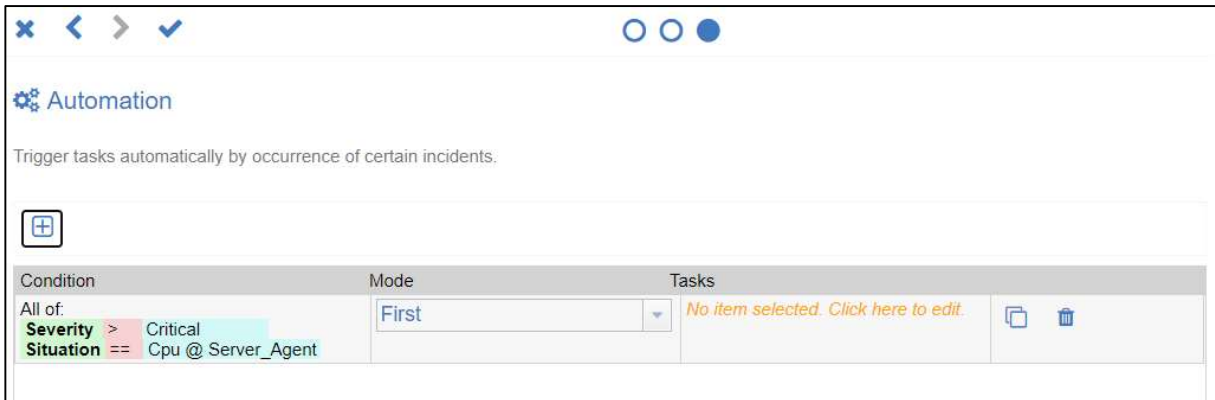 Automation
Trigger tasks automatically by occurrence of certain incidents.
Condition Mode Tasks
All of: First No item selected. Click here to edit.
Severity > Critical
Situation == Cpu @ Server_Agent